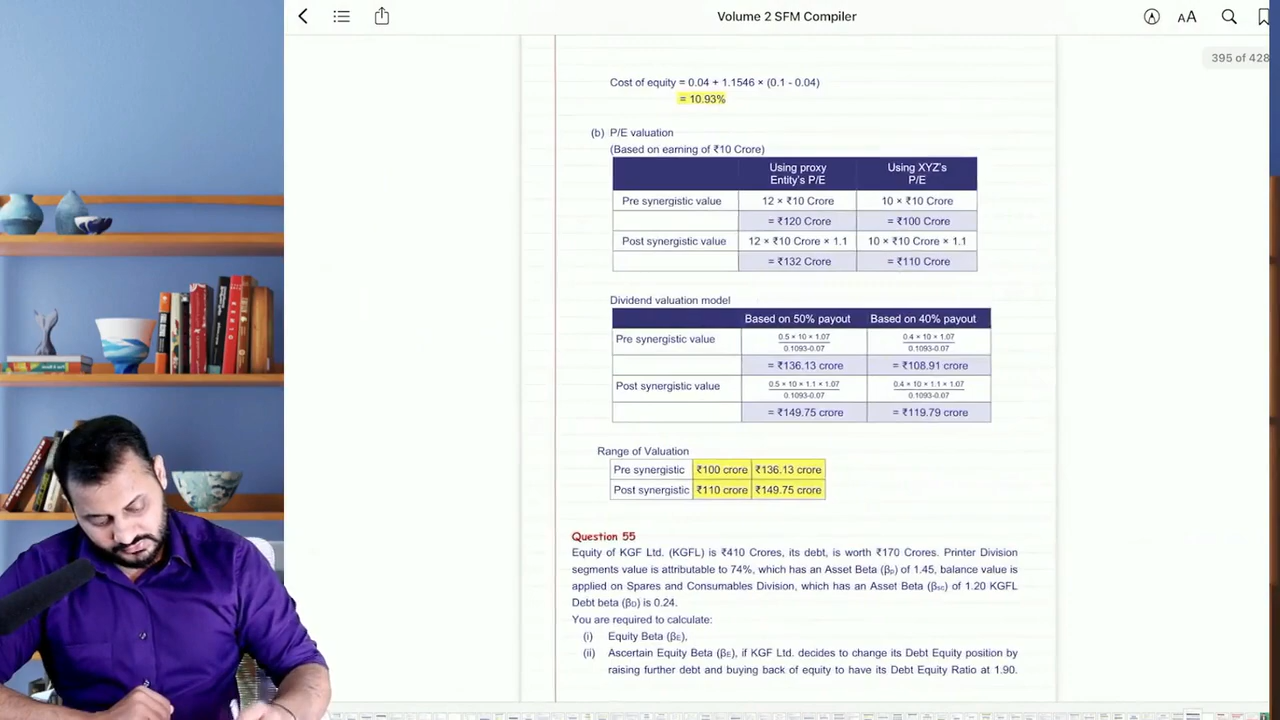 Volume 2 SFM Compiler
AA
395 of 428
Cost of equity = 0.04 + 1.1546 × (0.1 - 0.04)
= 10.93%
(b) P/E valuation
(Based on earning of ₹10 Crore)
Using proxy Entity's P/E Using XYZ's P/E
Pre synergistic value 12 × ₹10 Crore 10 × ₹10 Crore
= ₹120 Crore = ₹100 Crore
Post synergistic value 12 × ₹10 Crore × 1.1 10 × ₹10 Crore × 1.1
= ₹132 Crore = ₹110 Crore
Dividend valuation model
Based on 50% payout Based on 40% payout
Pre synergistic value 0.5 × 10 × 1.07 / 0.1093-0.07 0.4 × 10 × 1.07 / 0.1093-0.07
= ₹136.13 crore = ₹108.91 crore
Post synergistic value 0.5 × 10 × 1.1 × 1.07 / 0.1093-0.07 0.4 × 10 × 1.1 × 1.07 / 0.1093-0.07
= ₹149.75 crore = ₹119.79 crore
Range of Valuation
Pre synergistic ₹100 crore ₹136.13 crore
Post synergistic ₹110 crore ₹149.75 crore
Question 55
Equity of KGF Ltd. (KGFL) is ₹410 Crores, its debt, is worth ₹170 Crores. Printer Division
segments value is attributable to 74%, which has an Asset Beta (βp) of 1.45, balance value is
applied on Spares and Consumables Division, which has an Asset Beta (βsc) of 1.20 KGFL
Debt beta (βD) is 0.24.
You are required to calculate:
(i) Equity Beta (βE),
(ii) Ascertain Equity Beta (βE), if KGF Ltd. decides to change its Debt Equity position by
raising further debt and buying back of equity to have its Debt Equity Ratio at 1.90.